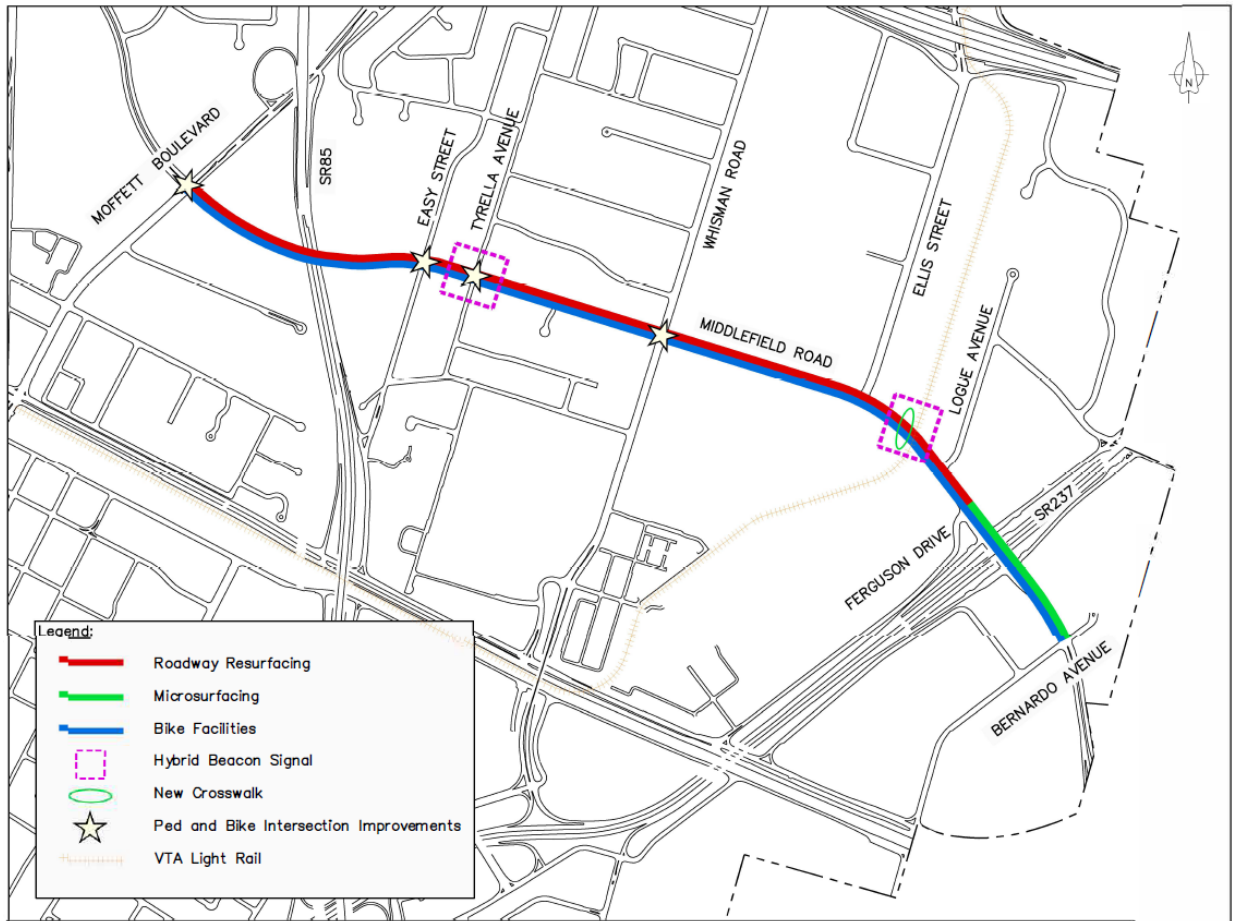 N
MOFFETT BOULEVARD
SR85
EASY STREET
TYRELLA AVENUE
WHISMAN ROAD
ELLIS STREET
MIDDLEFIELD ROAD
LOGUE AVENUE
SR237
FERGUSON DRIVE
BERNARDO AVENUE
Legend:
Roadway Resurfacing
Microsurfacing
Bike Facilities
Hybrid Beacon Signal
New Crosswalk
Ped and Bike Intersection Improvements
VTA Light Rail